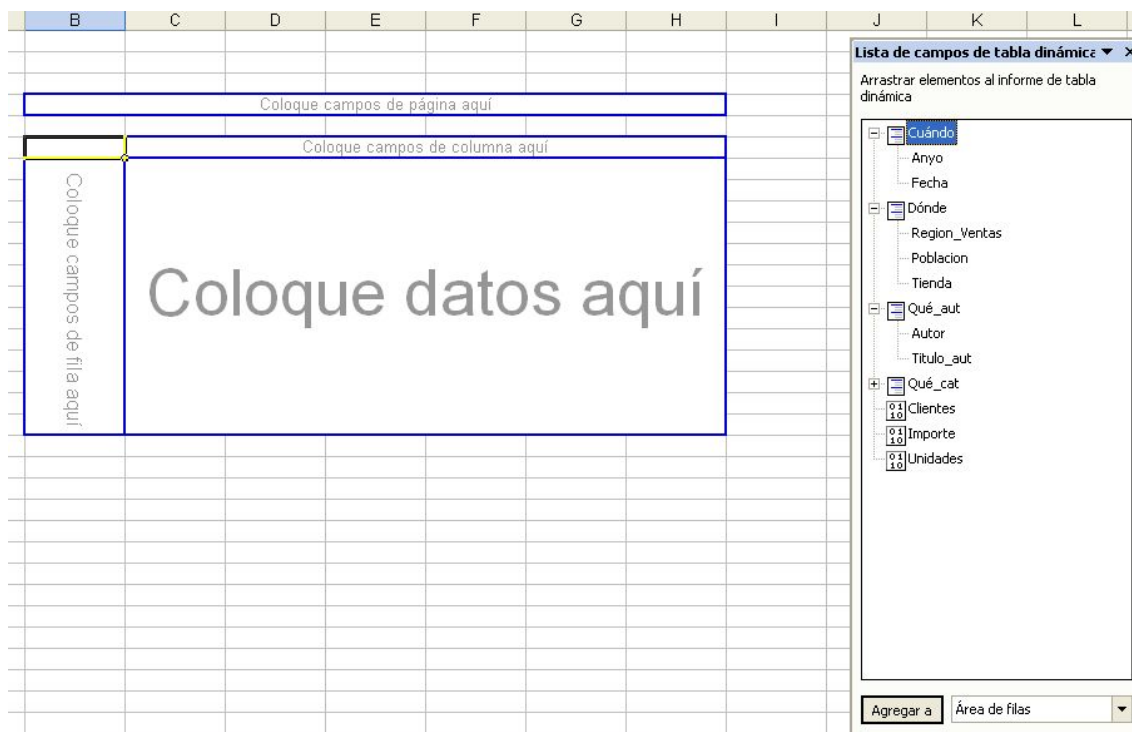 B C D E F G H I J K L
Lista de campos de tabla dinámica
Arrastrar elementos al informe de tabla
dinámica
Coloque campos de página aquí
Coloque campos de columna aquí
Coloque campos de fila aquí
Coloque datos aquí
Cuándo
Anyo
Fecha
Dónde
Region_Ventas
Poblacion
Tienda
Qué_aut
Autor
Titulo_aut
Qué_cat
Clientes
Importe
Unidades
Agregar a
Área de filas